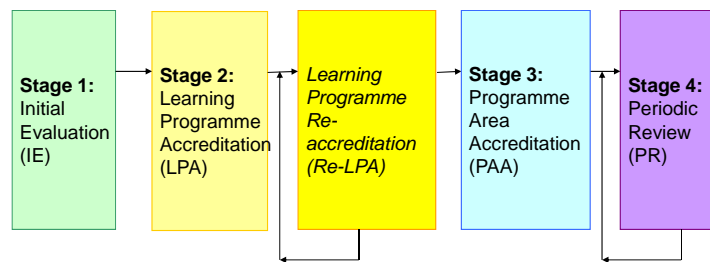 Stage 1:
Initial
Evaluation
(IE)
Stage 2:
Learning
Programme
Accreditation
(LPA)
Learning
Programme
Re-
accreditation
(Re-LPA)
Stage 3:
Programme
Area
Accreditation
(PAA)
Stage 4:
Periodic
Review
(PR)